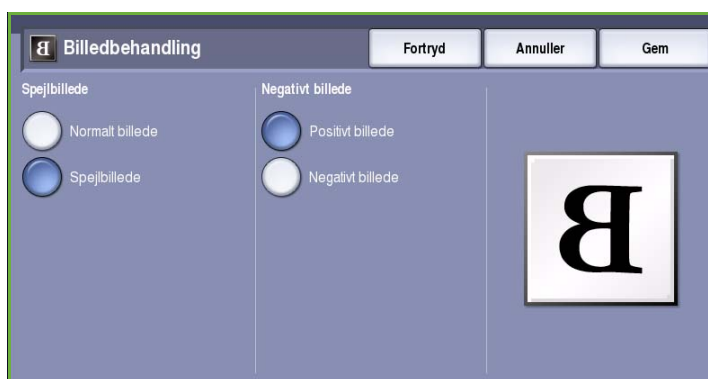 Billedbehandling
Fortryd
Annuller
Gem
Spejlbillede
Normalt billede
Spejlbillede
Negativt billede
Positivt billede
Negativt billede
B